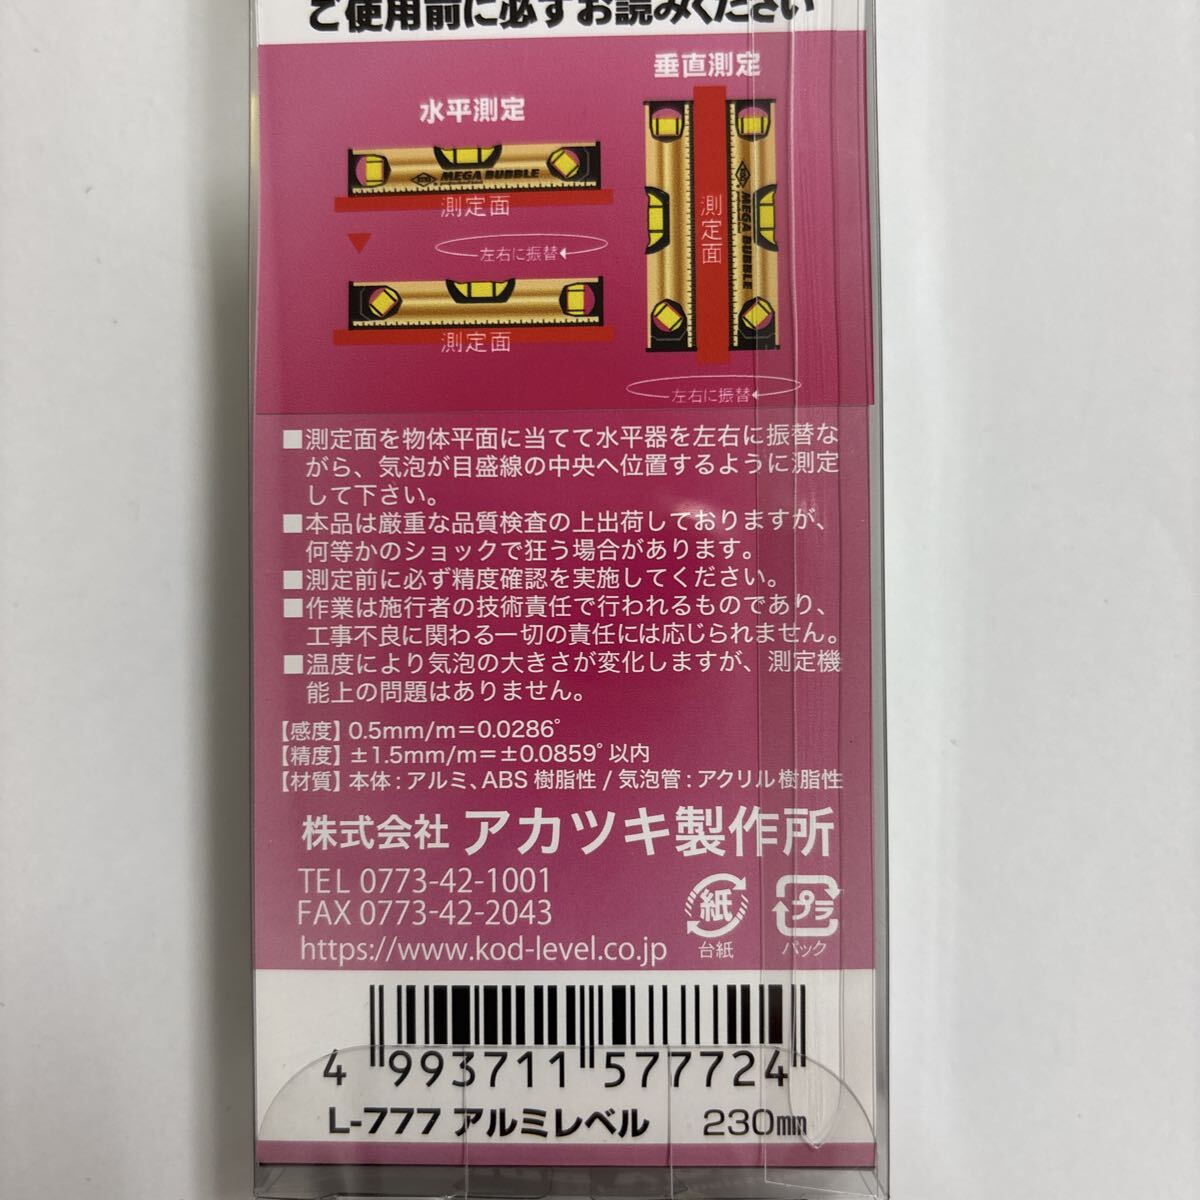 ご使用前に必ずお読みください
水平測定
MEGA BUBBLE
測定面
左右に振替
測定面
垂直測定
測定面
MEGA BUBBLE
左右に振替
■測定面を物体平面に当てて水平器を左右に振替な
がら、気泡が目盛線の中央へ位置するように測定
して下さい。
■本品は厳重な品質検査の上出荷しておりますが、
何等かのショックで狂う場合があります。
■測定前に必ず精度確認を実施してください。
■作業は施行者の技術責任で行われるものであり、
工事不良に関わる一切の責任には応じられません。
■温度により気泡の大きさが変化しますが、測定機
能上の問題はありません。
【感度】0.5mm/m=0.0286°
【精度】±1.5mm/m=±0.0859°以内
【材質】本体:アルミ、ABS樹脂性/気泡管:アクリル樹脂性
株式会社 アカツキ製作所
TEL 0773-42-1001
FAX 0773-42-2043
https://www.kod-level.co.jp
紙
台紙
プラ
パック
4 993711 577724
L-777 アルミレベル 230mm